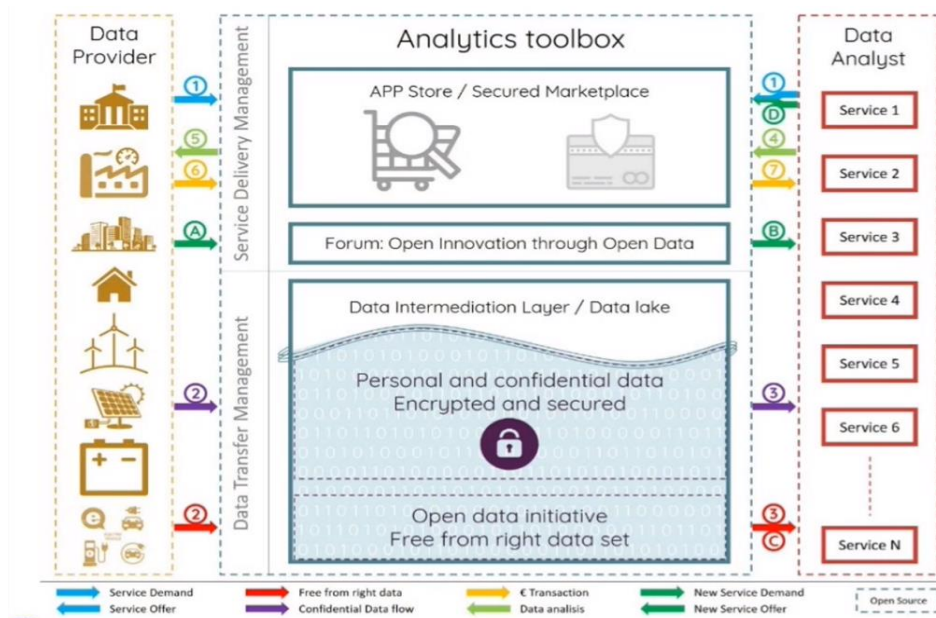 Data
Provider
Analytics toolbox
Data
Analyst
Service Delivery Management
Data Transfer Management
APP Store / Secured Marketplace
Forum: Open Innovation through Open Data
Data Intermediation Layer / Data lake
Personal and confidential data
Encrypted and secured
Open data initiative
Free from right data set
1
5
6
A
2
2
1
D
4
7
B
3
3
C
Service 1
Service 2
Service 3
Service 4
Service 5
Service 6
Service N
Service Demand
Service Offer
Free from right data
Confidential Data flow
€ Transaction
Data analisis
New Service Demand
New Service Offer
Open Source